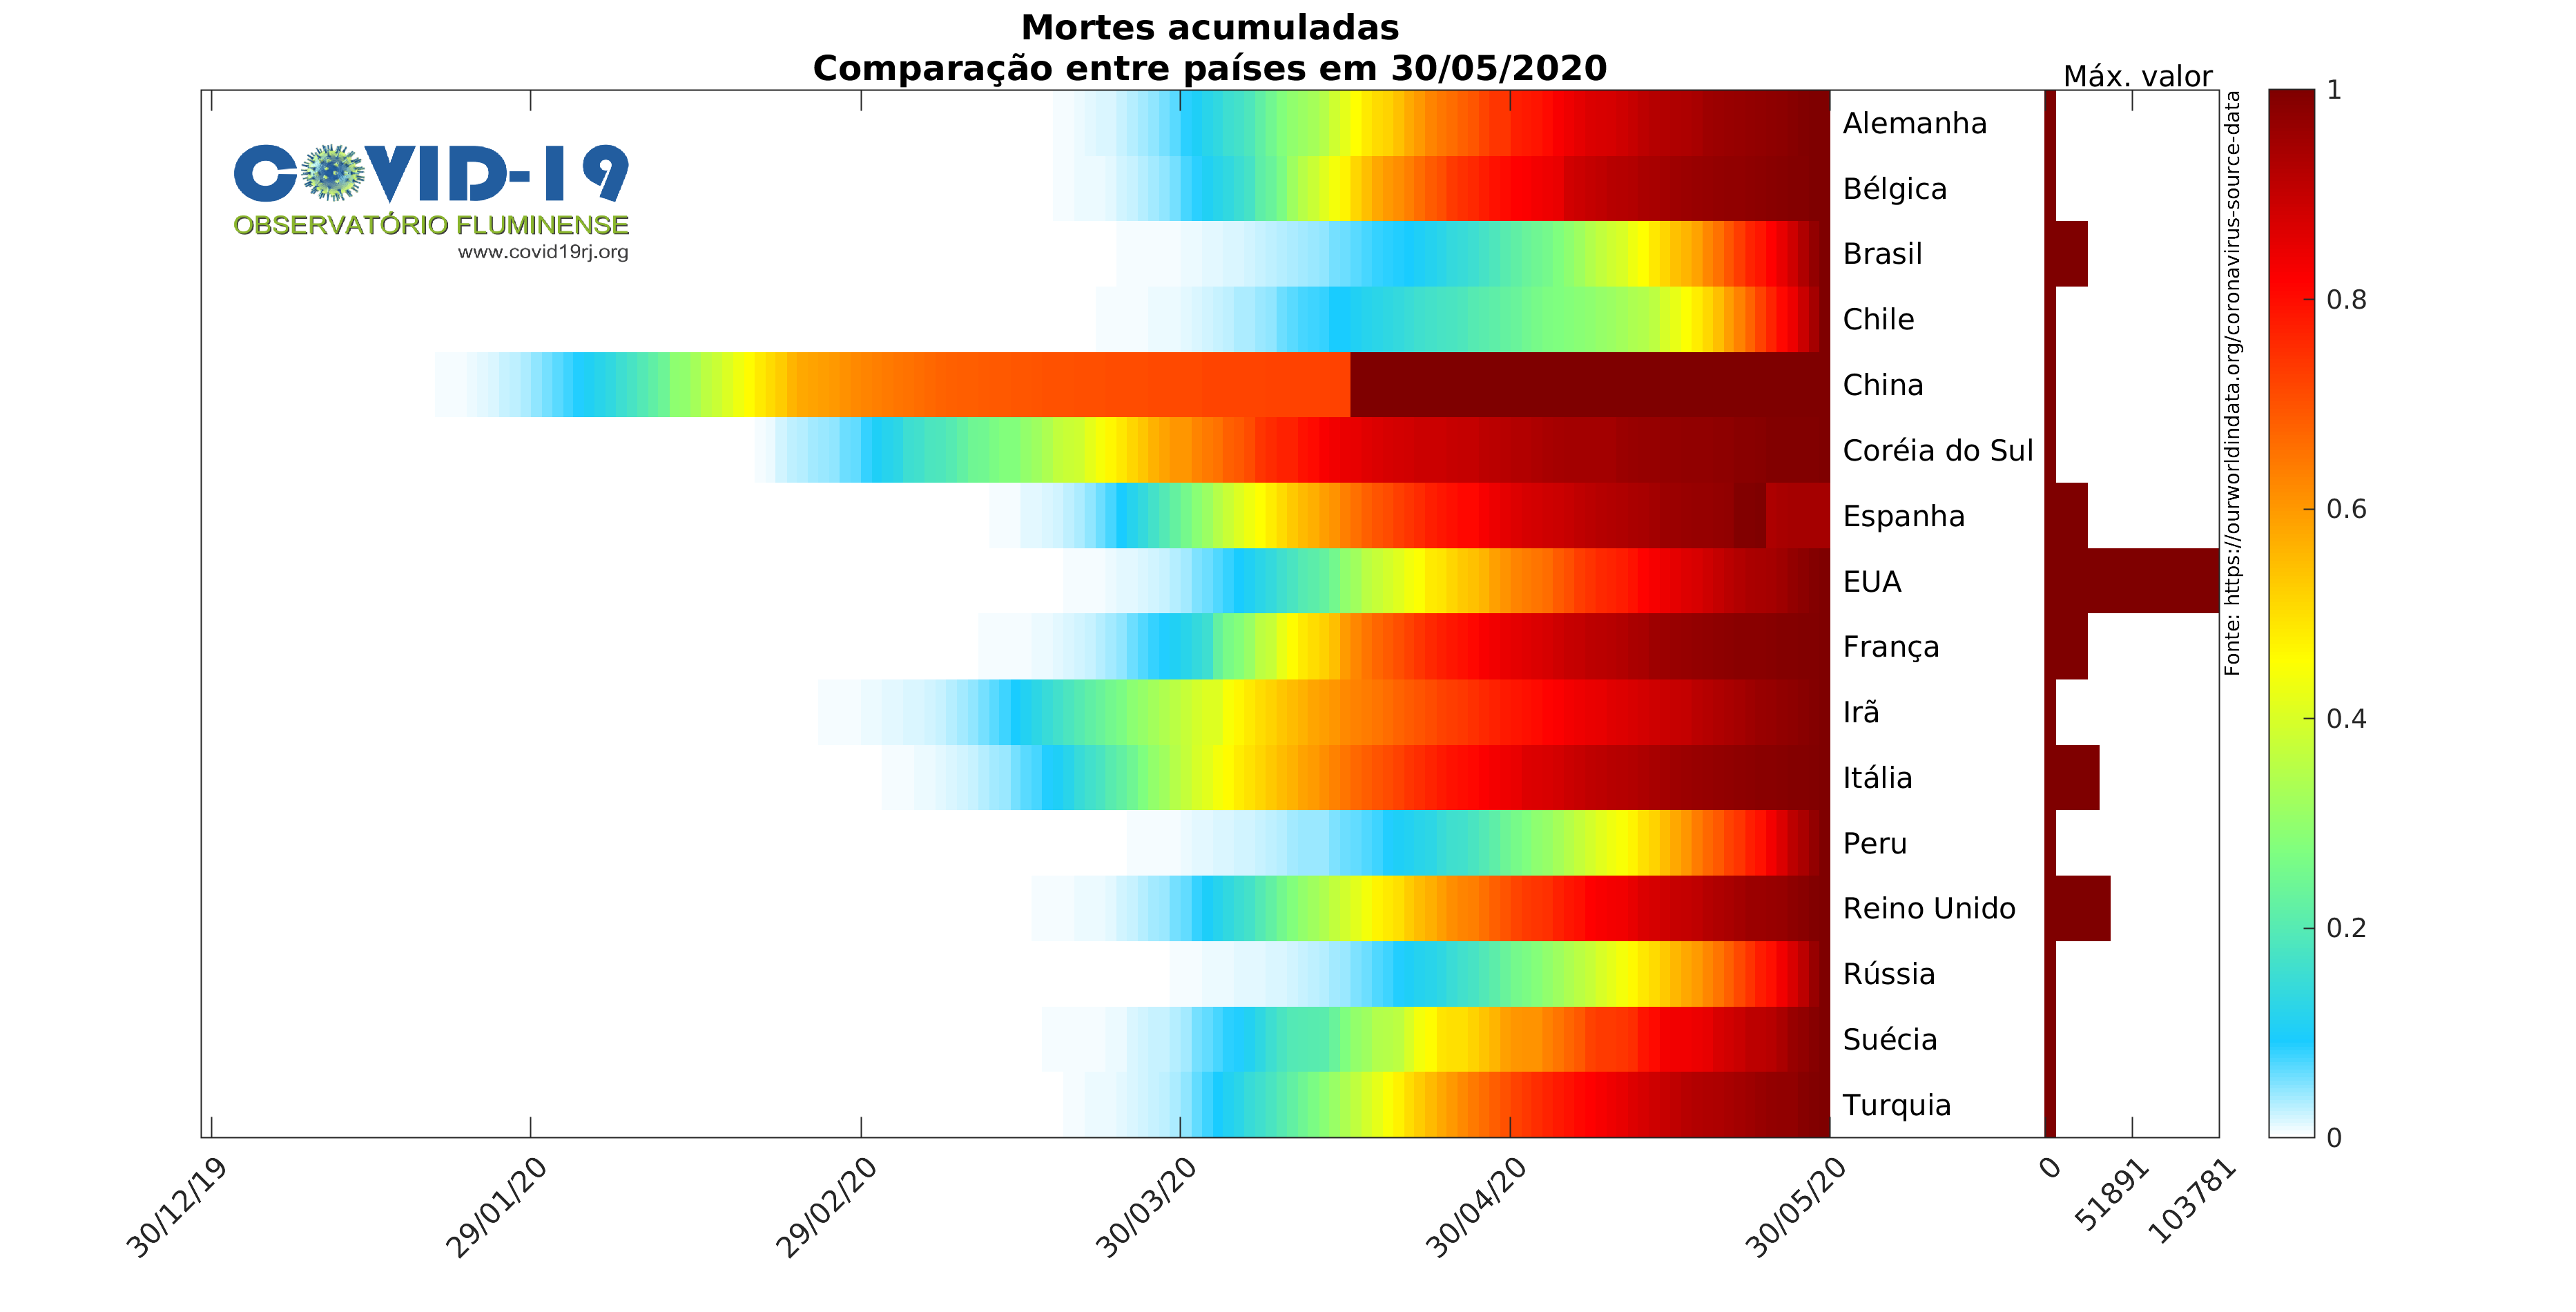 Mortes acumuladas
Comparação entre países em 30/05/2020
Máx. valor
COVID-19
OBSERVATÓRIO FLUMINENSE
www.covid19rj.org
Alemanha
Bélgica
Brasil
Chile
China
Coréia do Sul
Espanha
EUA
França
Irã
Itália
Peru
Reino Unido
Rússia
Suécia
Turquia
Fonte: https://ourworldindata.org/coronavirus-source-data
1
0.8
0.6
0.4
0.2
0
30/12/19
29/01/20
29/02/20
30/03/20
30/04/20
30/05/20
0
51891
103781